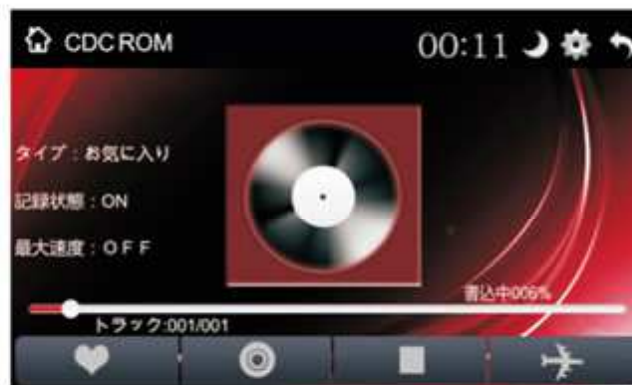 CDC ROM 00:11
タイプ：お気に入り
記録状態：ON
最大速度：ＯＦＦ
書込中006%
トラック:001/001